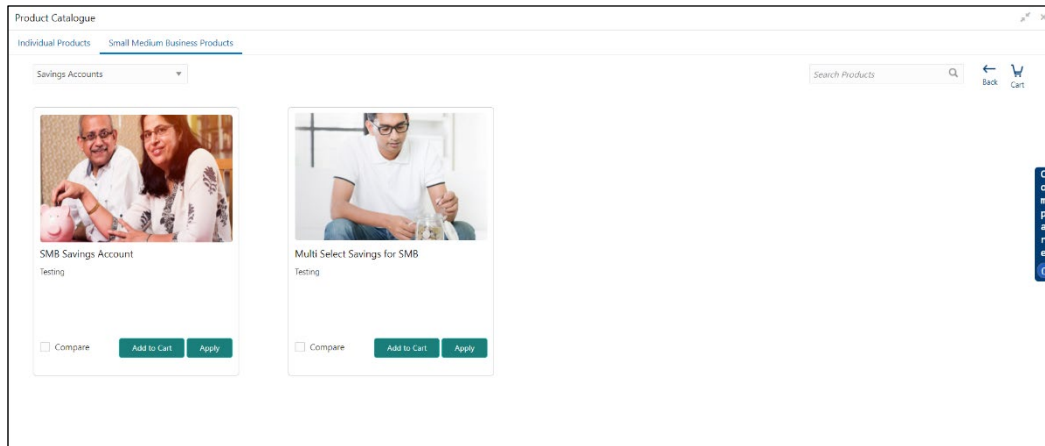 Product Catalogue
Individual Products Small Medium Business Products
Savings Accounts
Search Products
Back
Cart
SMB Savings Account
Testing
Compare Add to Cart Apply
Multi Select Savings for SMB
Testing
Compare Add to Cart Apply
Compare